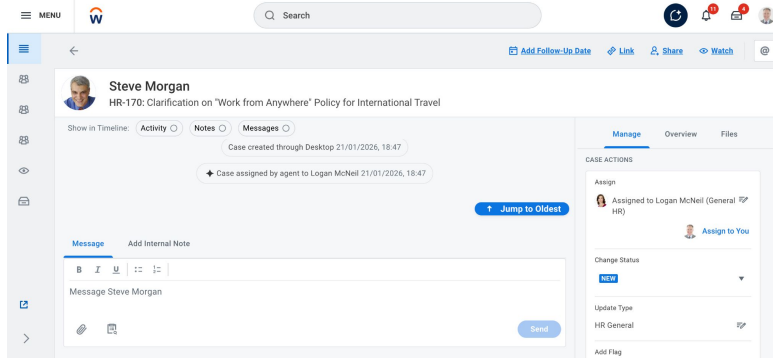 MENU
Search
11
4
Add Follow-Up Date
Link
Share
Watch
@
Steve Morgan
HR-170: Clarification on "Work from Anywhere" Policy for International Travel
Show in Timeline:
Activity
Notes
Messages
Case created through Desktop 21/01/2026, 18:47
Case assigned by agent to Logan McNeil 21/01/2026, 18:47
Jump to Oldest
Message
Add Internal Note
B I U
Message Steve Morgan
Send
Manage
Overview
Files
CASE ACTIONS
Assign
Assigned to Logan McNeil (General
HR)
Assign to You
Change Status
NEW
Update Type
HR General
Add Flag